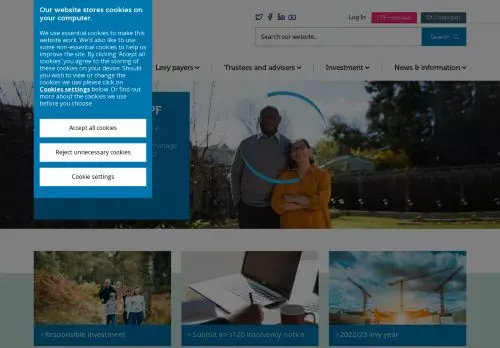 Our website stores cookies on
your computer.
We use essential cookies to make this
website work. We'd also like to use
some non-essential cookies to help us
improve the site. By clicking 'Accept all
cookies' you agree to the storing of
these cookies on your device. Should
you wish to view or change the
cookies we use please click on
Cookies settings below. Or find out
more about the cookies we use
before you choose.
Accept all cookies
Reject unnecessary cookies
Cookie settings
Log In
PPF member
FAS member
Search our website..
Search
Levy payers
Trustees and advisers
Investment
News & information
PF
manage
Responsible investment
Submit an s120 insolvency notice
2022/23 levy year